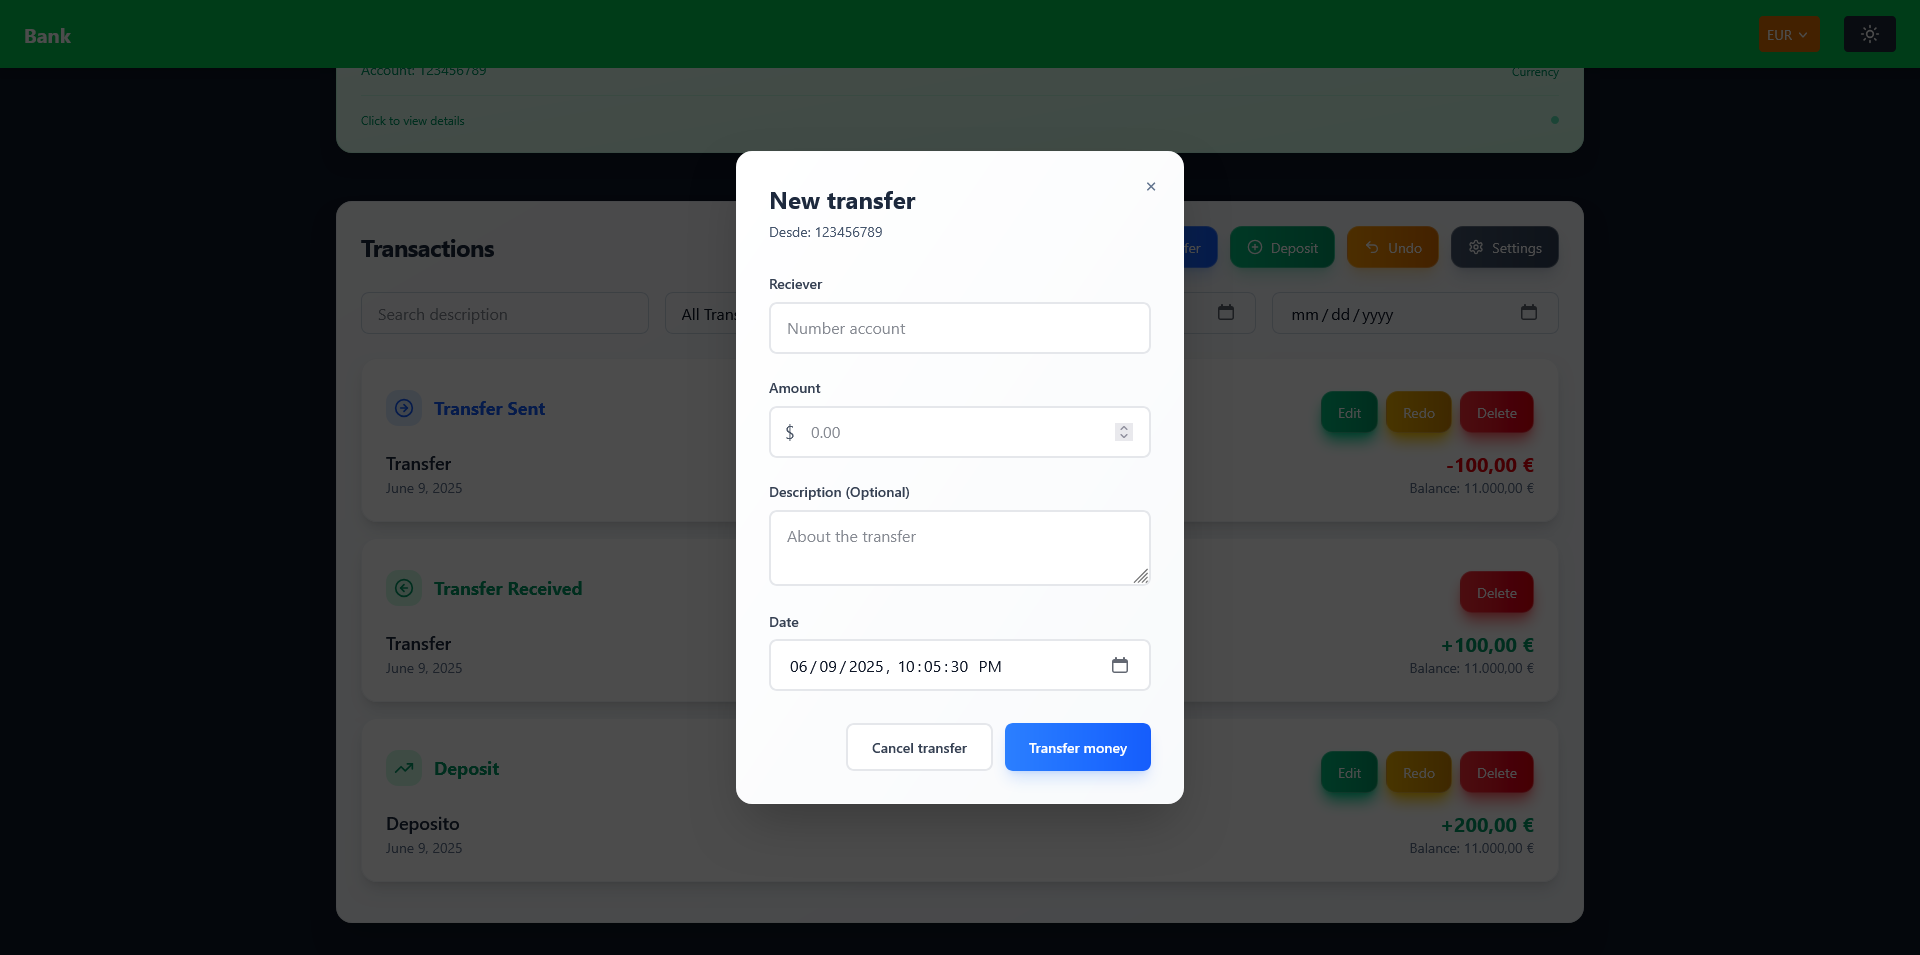 Bank
EUR
Account: 123456789
Currency
Click to view details
Transactions
Deposit
Undo
Settings
Search description
All Trans
mm/dd/yyyy
Transfer Sent
Edit
Redo
Delete
Transfer
-100,00 €
June 9, 2025
Balance: 11.000,00 €
Transfer Received
Delete
Transfer
+100,00 €
June 9, 2025
Balance: 11.000,00 €
Deposit
Edit
Redo
Delete
Deposito
+200,00 €
June 9, 2025
Balance: 11.000,00 €
New transfer
×
Desde: 123456789
Reciever
Number account
Amount
$ 0.00
Description (Optional)
About the transfer
Date
06/09/2025, 10:05:30 PM
Cancel transfer
Transfer money